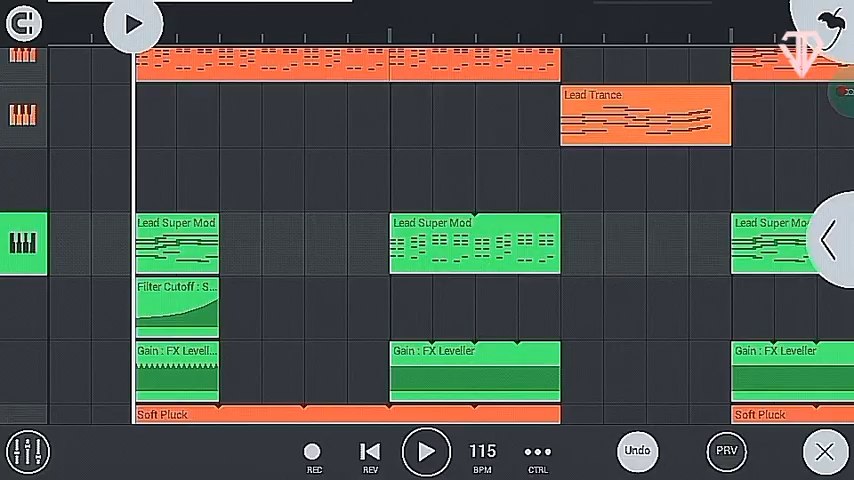 Lead Trance
Lead Super Mod
Lead Super Mod
Lead Super Mo
Filter Cutoff : S...
Gain : FX Levell...
Gain : FX Leveller
Gain : FX Leveller
Soft Pluck
Soft Pluck
REC
REV
115
BPM
CTRL
Undo
PRV